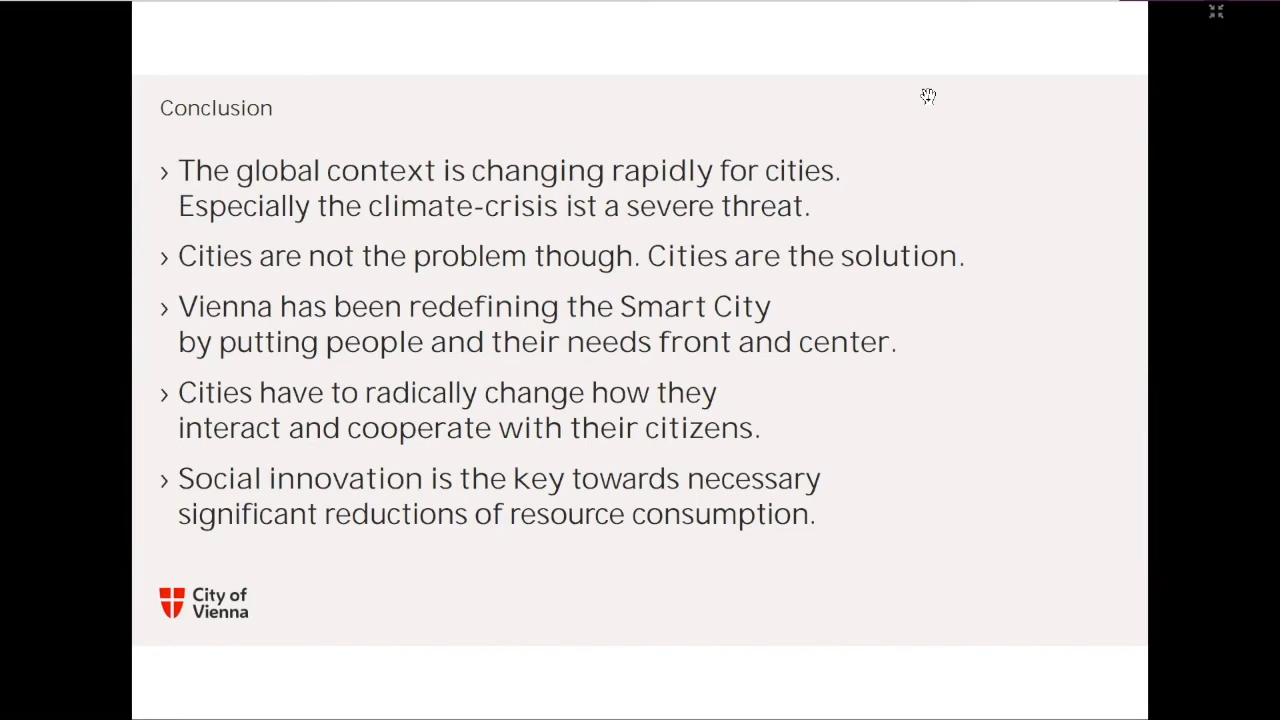 Conclusion
› The global context is changing rapidly for cities.
Especially the climate-crisis ist a severe threat.
› Cities are not the problem though. Cities are the solution.
› Vienna has been redefining the Smart City
by putting people and their needs front and center.
› Cities have to radically change how they
interact and cooperate with their citizens.
› Social innovation is the key towards necessary
significant reductions of resource consumption.
City of
Vienna